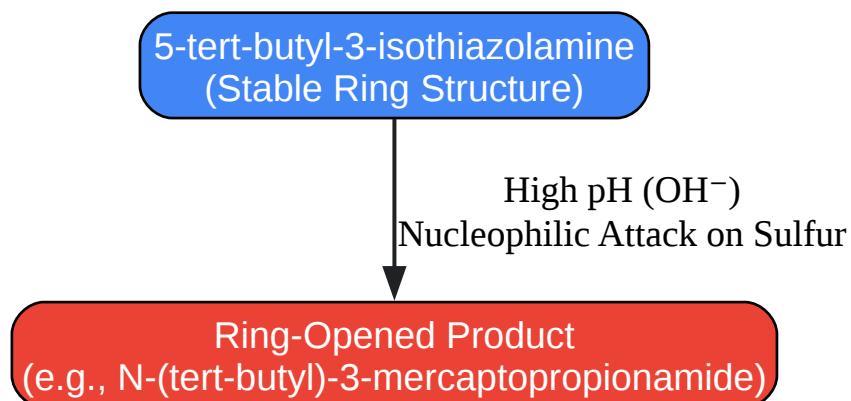 5-tert-butyl-3-isothiazolamine
(Stable Ring Structure)
High pH (OH⁻)
Nucleophilic Attack on Sulfur
Ring-Opened Product
(e.g., N-(tert-butyl)-3-mercaptopropionamide)